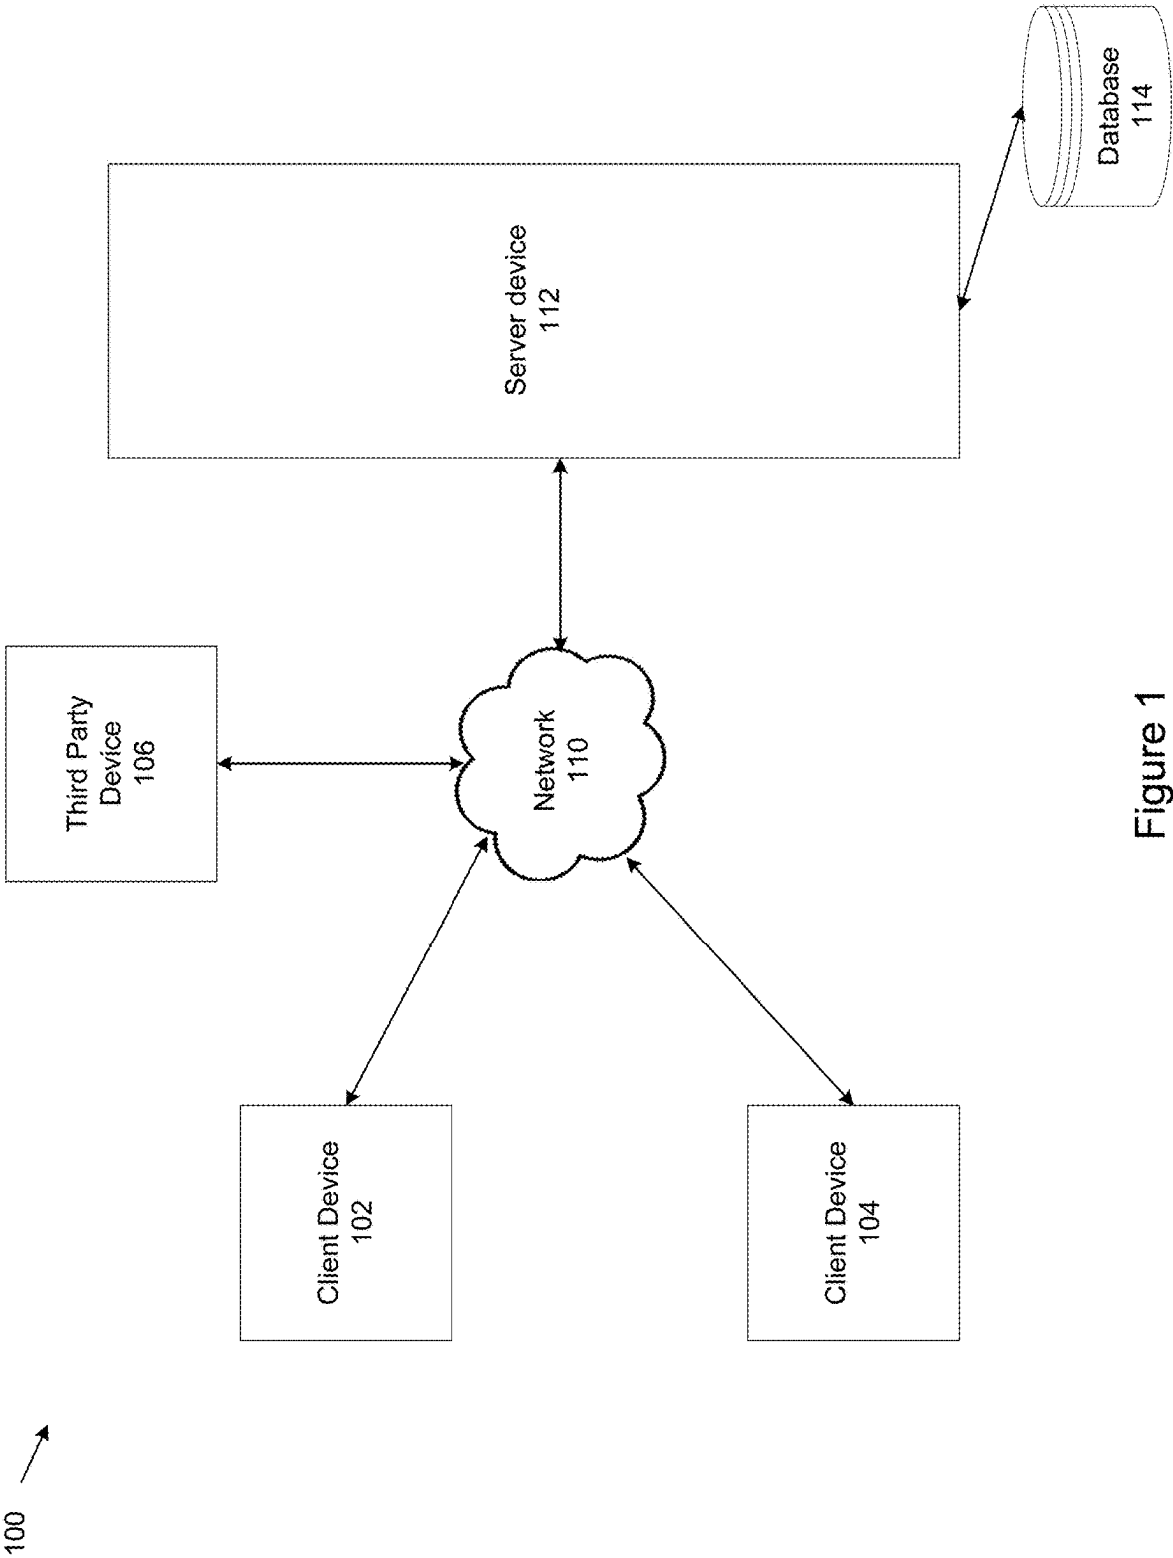 100
Third Party
Device
106
Client Device
102
Network
110
Server device
112
Client Device
104
Database
114
Figure 1